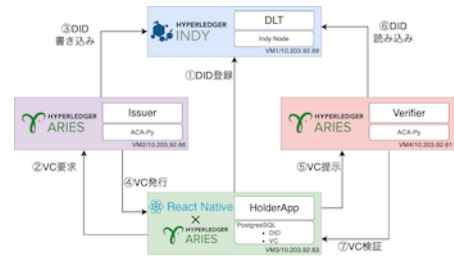 ③DID
書き込み
HYPERLEDGER
INDY
DLT
Indy Node
VM1/10.203.92.69
⑥DID
読み込み
①DID登録
HYPERLEDGER
ARIES
Issuer
ACA-Py
VM2/10.203.92.66
HYPERLEDGER
ARIES
Verifier
ACA-Py
VM4/10.203.92.61
②VC要求
④VC発行
⑤VC提示
React Native
×
HYPERLEDGER
ARIES
HolderApp
PostgreSQL
• DID
• VC
VM3/10.203.92.63
⑦VC検証